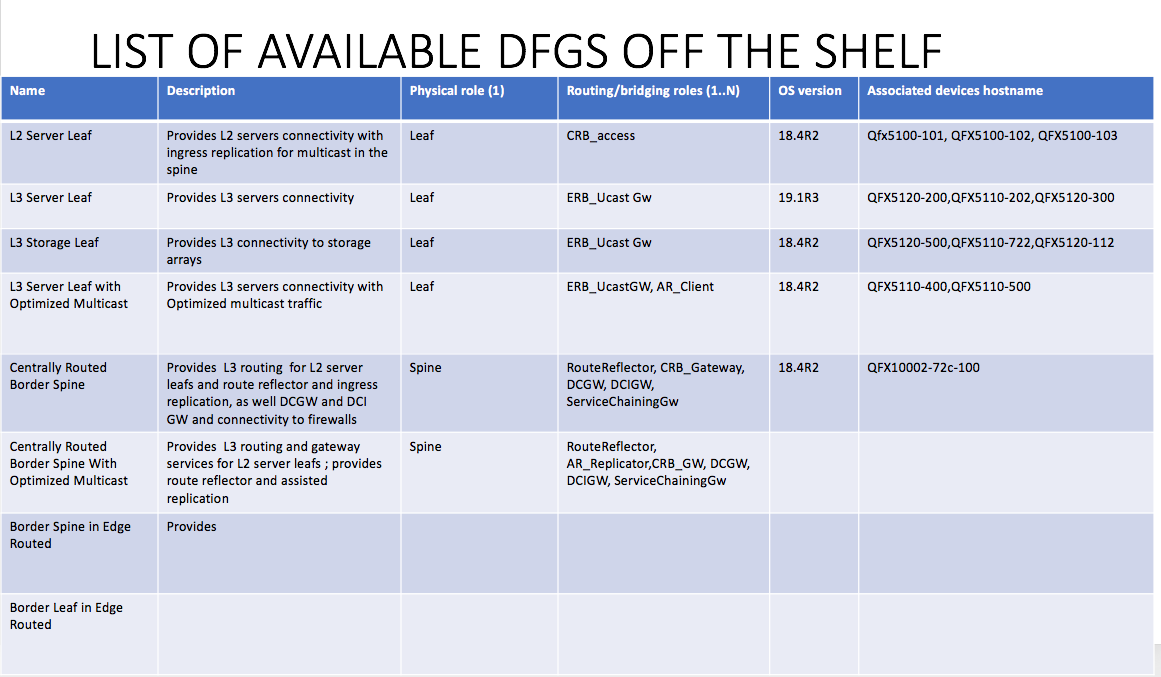 LIST OF AVAILABLE DFGS OFF THE SHELF
Name
Description
Physical role (1)
Routing/bridging roles (1..N)
OS version
Associated devices hostname
L2 Server Leaf
Provides L2 servers connectivity with
ingress replication for multicast in the
spine
Leaf
CRB_access
18.4R2
Qfx5100-101, QFX5100-102, QFX5100-103
L3 Server Leaf
Provides L3 servers connectivity
Leaf
ERB_Ucast Gw
19.1R3
QFX5120-200,QFX5110-202,QFX5120-300
L3 Storage Leaf
Provides L3 connectivity to storage
arrays
Leaf
ERB_Ucast Gw
18.4R2
QFX5120-500,QFX5110-722,QFX5120-112
L3 Server Leaf with
Optimized Multicast
Provides L3 servers connectivity with
Optimized multicast traffic
Leaf
ERB_UcastGW, AR_Client
18.4R2
QFX5110-400,QFX5110-500
Centrally Routed
Border Spine
Provides  L3 routing  for L2 server
leafs and route reflector and ingress
replication, as well DCGW and DCI
GW and connectivity to firewalls
Spine
RouteReflector, CRB_Gateway,
DCGW, DCIGW,
ServiceChainingGw
18.4R2
QFX10002-72c-100
Centrally Routed
Border Spine With
Optimized Multicast
Provides  L3 routing and gateway
services for L2 server leafs ; provides
route reflector and assisted
replication
Spine
RouteReflector,
AR_Replicator,CRB_GW, DCGW,
DCIGW, ServiceChainingGw
Border Spine in Edge
Routed
Provides
Border Leaf in Edge
Routed